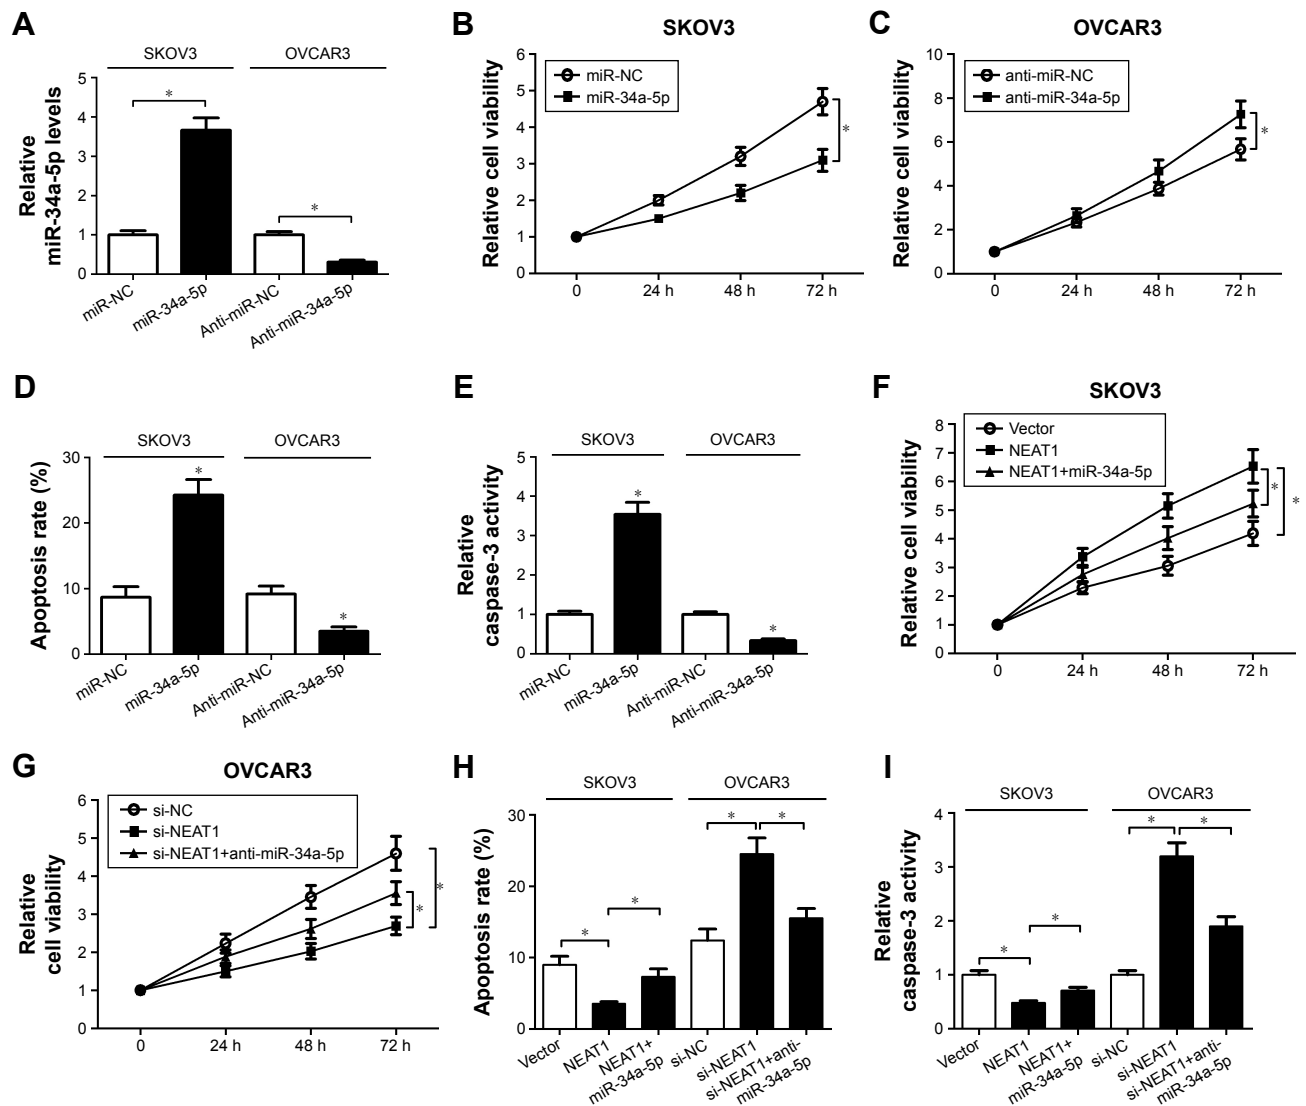 A
SKOV3
OVCAR3
Relative
miR-34a-5p levels
5
4
3
2
1
0
*
*
miR-NC
miR-34a-5p
Anti-miR-NC
Anti-miR-34a-5p
B
SKOV3
Relative cell viability
6
5
4
3
2
1
0
miR-NC
miR-34a-5p
*
0
24 h
48 h
72 h
C
OVCAR3
Relative cell viability
10
8
6
4
2
0
anti-miR-NC
anti-miR-34a-5p
*
0
24 h
48 h
72 h
D
SKOV3
OVCAR3
Apoptosis rate (%)
30
20
10
0
*
*
miR-NC
miR-34a-5p
Anti-miR-NC
Anti-miR-34a-5p
E
SKOV3
OVCAR3
Relative
caspase-3 activity
5
4
3
2
1
0
*
*
miR-NC
miR-34a-5p
Anti-miR-NC
Anti-miR-34a-5p
F
SKOV3
Relative cell viability
8
7
6
5
4
3
2
1
0
Vector
NEAT1
NEAT1+miR-34a-5p
*
*
0
24 h
48 h
72 h
G
OVCAR3
Relative
cell viability
6
5
4
3
2
1
0
si-NC
si-NEAT1
si-NEAT1+anti-miR-34a-5p
*
*
0
24 h
48 h
72 h
H
SKOV3
OVCAR3
Apoptosis rate (%)
30
20
10
0
*
*
*
*
Vector
NEAT1
NEAT1+
miR-34a-5p
si-NC
si-NEAT1
si-NEAT1+anti-
miR-34a-5p
I
SKOV3
OVCAR3
Relative
caspase-3 activity
4
3
2
1
0
*
*
*
*
Vector
NEAT1
NEAT1+
miR-34a-5p
si-NC
si-NEAT1
si-NEAT1+anti-
miR-34a-5p